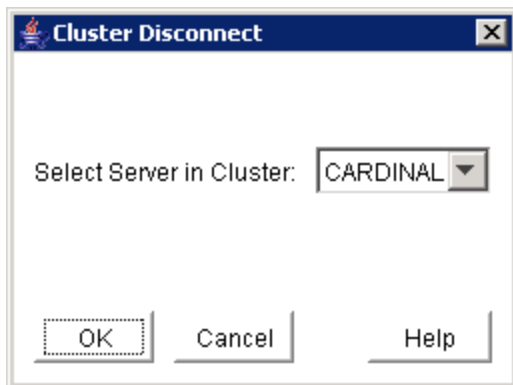 Cluster Disconnect
Select Server in Cluster: CARDINAL
OK Cancel Help